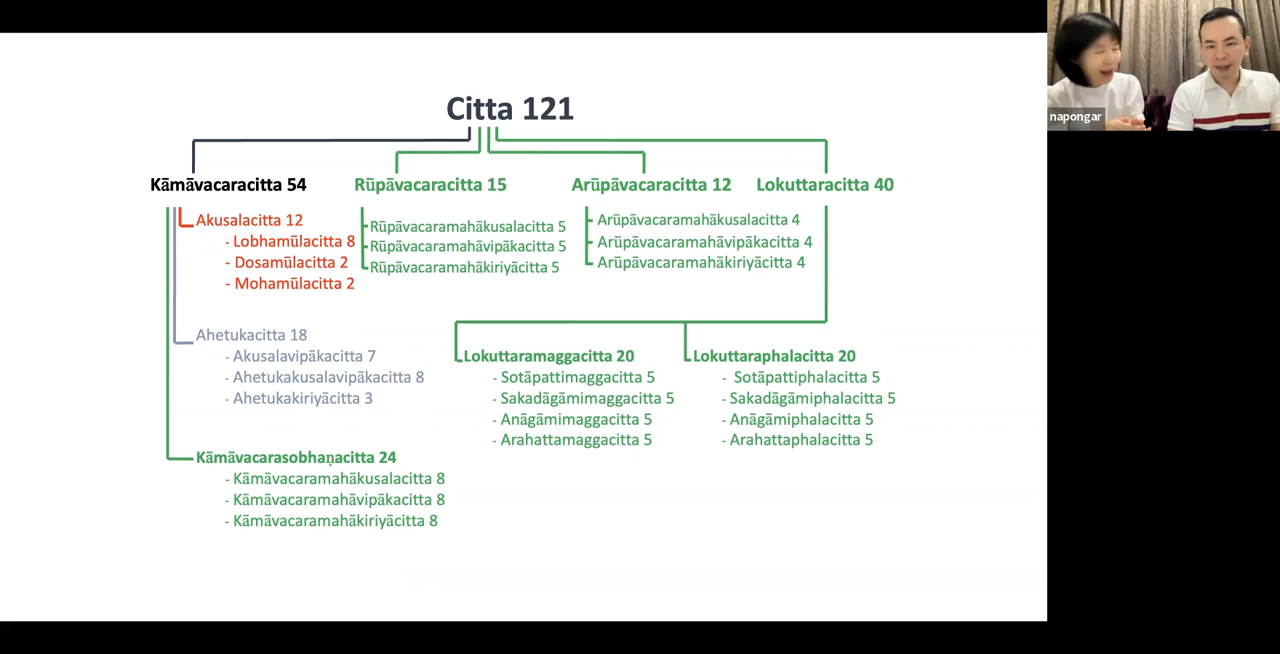 Citta 121
Kāmāvacaracitta 54
Rūpāvacaracitta 15
Arūpāvacaracitta 12
Lokuttaracitta 40
Akusalacitta 12
- Lobhamūlacitta 8
- Dosamūlacitta 2
- Mohamūlacitta 2
Rūpāvacaramahākusalacitta 5
Rūpāvacaramahāvipākacitta 5
Rūpāvacaramahākiriyācitta 5
Arūpāvacaramahākusalacitta 4
Arūpāvacaramahāvipākacitta 4
Arūpāvacaramahākiriyācitta 4
Ahetukacitta 18
- Akusalavipākacitta 7
- Ahetukakusalavipākacitta 8
- Ahetukakiriyācitta 3
Lokuttaramaggacitta 20
- Sotāpattimaggacitta 5
- Sakadāgāmimaggacitta 5
- Anāgāmimaggacitta 5
- Arahattamaggacitta 5
Lokuttaraphalacitta 20
- Sotāpattiphalacitta 5
- Sakadāgāmiphalacitta 5
- Anāgāmiphalacitta 5
- Arahattaphalacitta 5
Kāmāvacarasobhaṇacitta 24
- Kāmāvacaramahākusalacitta 8
- Kāmāvacaramahāvipākacitta 8
- Kāmāvacaramahākiriyācitta 8
napongar